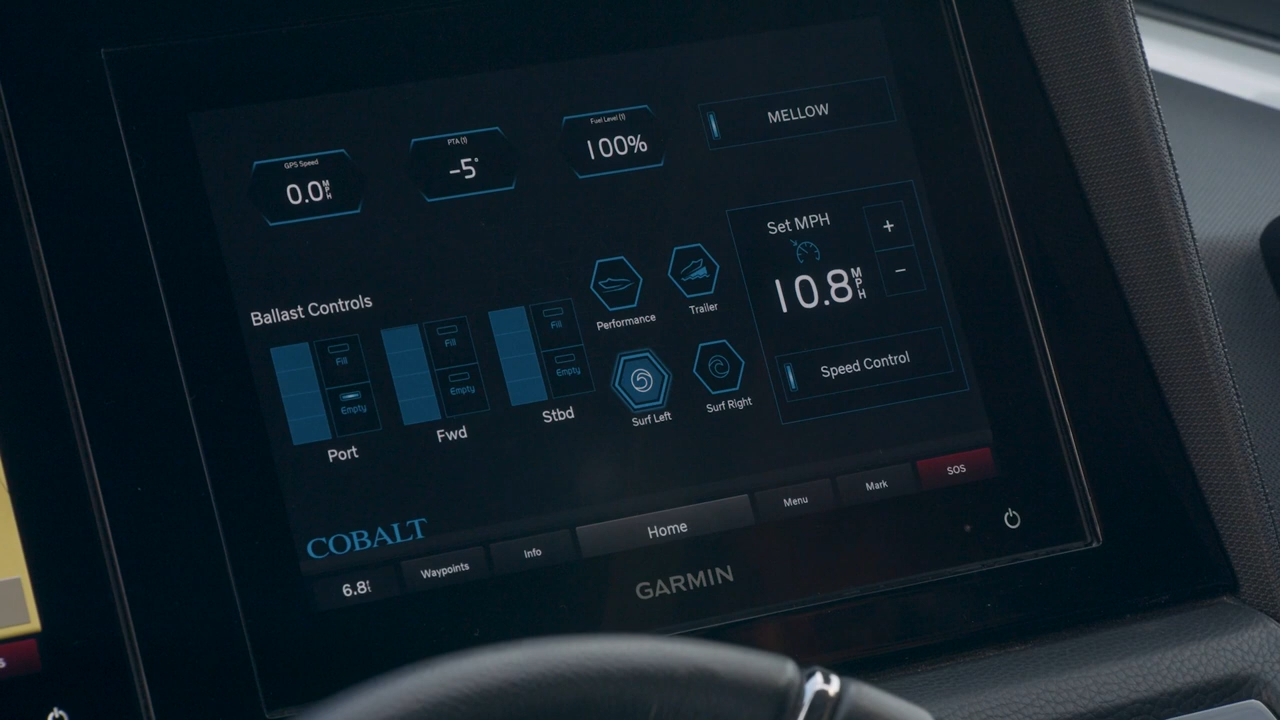 GPS Speed
0.0 MPH
PTA (1)
-5°
Fuel Level (1)
100%
MELLOW
Ballast Controls
Fill
Empty
Port
Fill
Empty
Fwd
Fill
Empty
Stbd
Performance
Trailer
Surf Left
Surf Right
Set MPH
10.8 MPH
+
−
Speed Control
COBALT
6.8
Waypoints
Info
Home
Menu
Mark
SOS
GARMIN